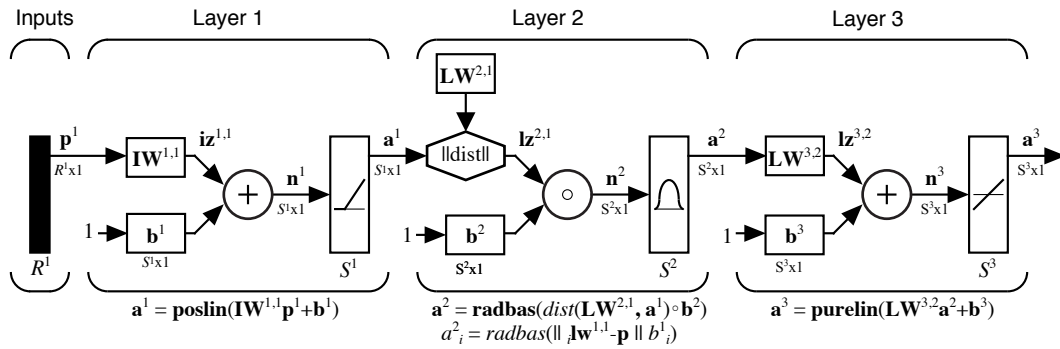 Inputs Layer 1 Layer 2 Layer 3
LW²,¹
p¹ iz¹,¹ a¹ lz²,¹ a² lz³,² a³
IW¹,¹ ||dist|| LW³,²
R¹x1 n¹ S¹x1 n² S²x1 n³ S³x1
+ ∘ +
S¹x1 S²x1 S³x1
1 b¹ 1 b² 1 b³
S¹x1 S²x1 S³x1
R¹ S¹ S² S³
a¹ = poslin(IW¹,¹p¹+b¹) a² = radbas(dist(LW²,¹, a¹)∘b²) a³ = purelin(LW³,²a²+b³)
a²ᵢ = radbas(|| ᵢlw¹,¹-p || b¹ᵢ)